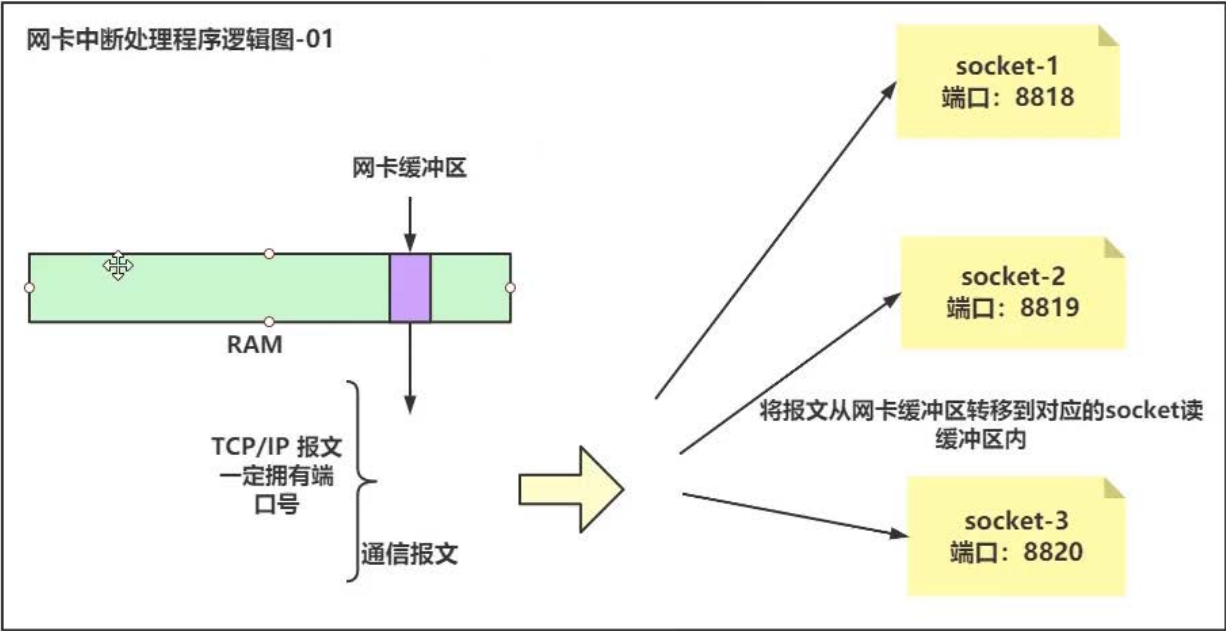 网卡中断处理程序逻辑图-01
socket-1
端口：8818
网卡缓冲区
socket-2
端口：8819
RAM
将报文从网卡缓冲区转移到对应的socket读
缓冲区内
TCP/IP 报文
一定拥有端
口号
socket-3
端口：8820
通信报文